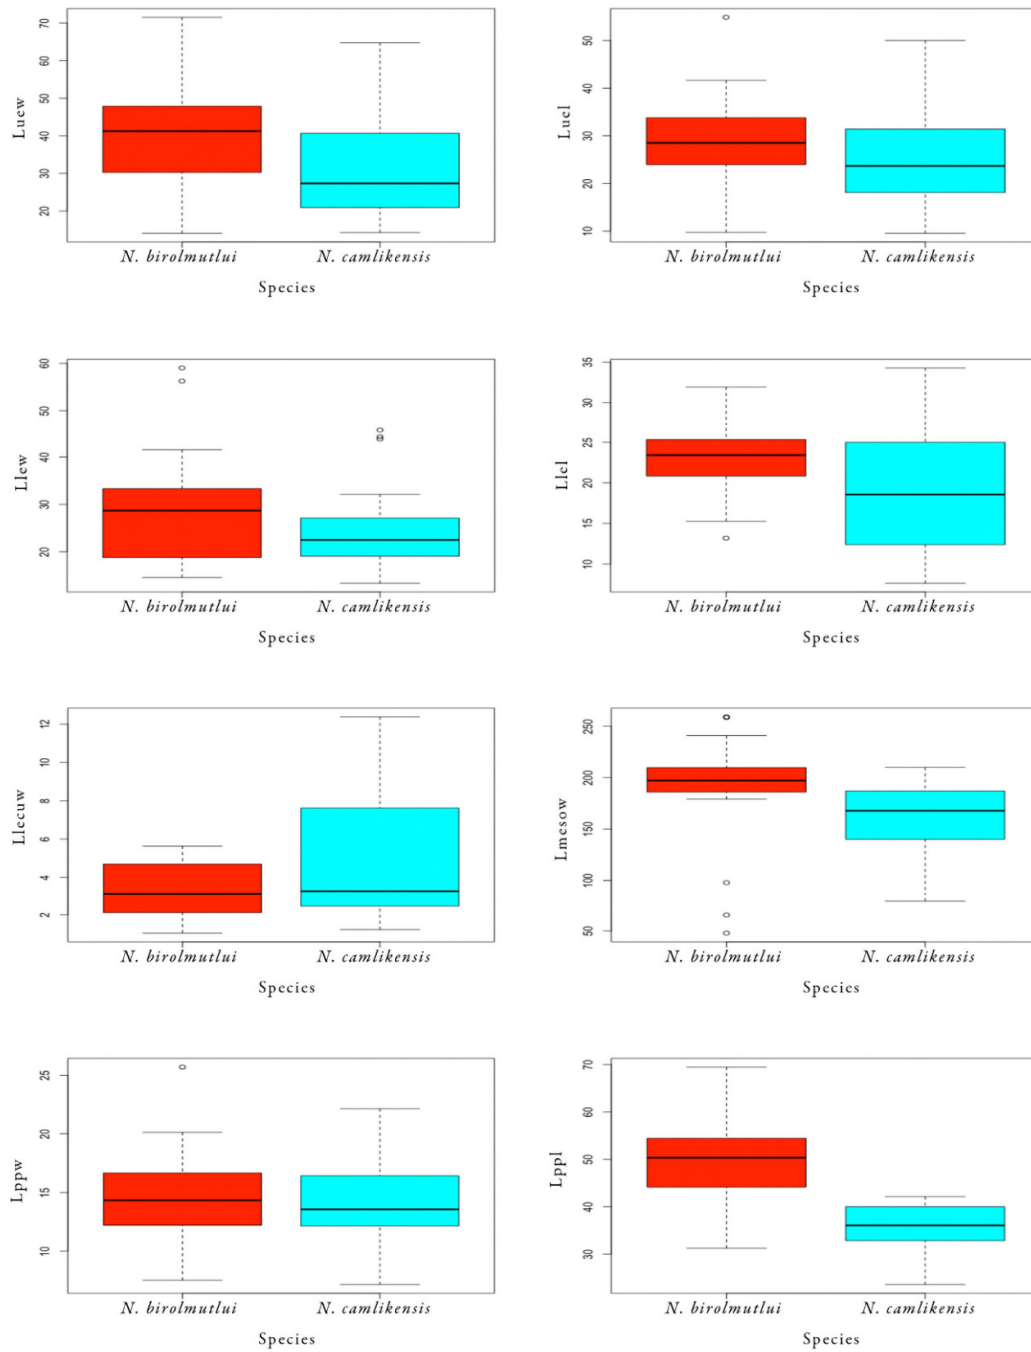 Luew
70
60
50
40
30
20
N. birolmutlui N. camlikensis
Species
Luel
50
40
30
20
10
N. birolmutlui N. camlikensis
Species
Llew
60
50
40
30
20
N. birolmutlui N. camlikensis
Species
Llel
35
30
25
20
15
10
N. birolmutlui N. camlikensis
Species
Llecuw
12
10
8
6
4
2
N. birolmutlui N. camlikensis
Species
Lmesow
250
200
150
100
50
N. birolmutlui N. camlikensis
Species
Lppw
25
20
15
10
N. birolmutlui N. camlikensis
Species
Lppl
70
60
50
40
30
N. birolmutlui N. camlikensis
Species